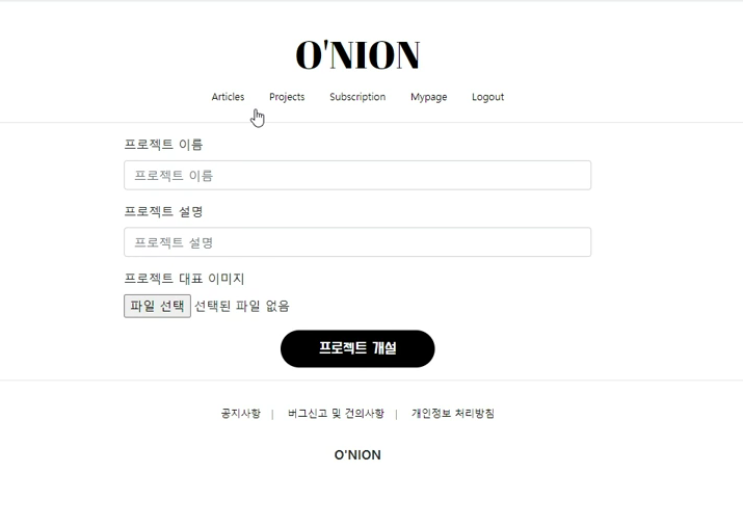 O'NION
Articles Projects Subscription Mypage Logout
프로젝트 이름
프로젝트 이름
프로젝트 설명
프로젝트 설명
프로젝트 대표 이미지
파일 선택 선택된 파일 없음
프로젝트 개설
공지사항 | 버그신고 및 건의사항 | 개인정보 처리방침
O'NION